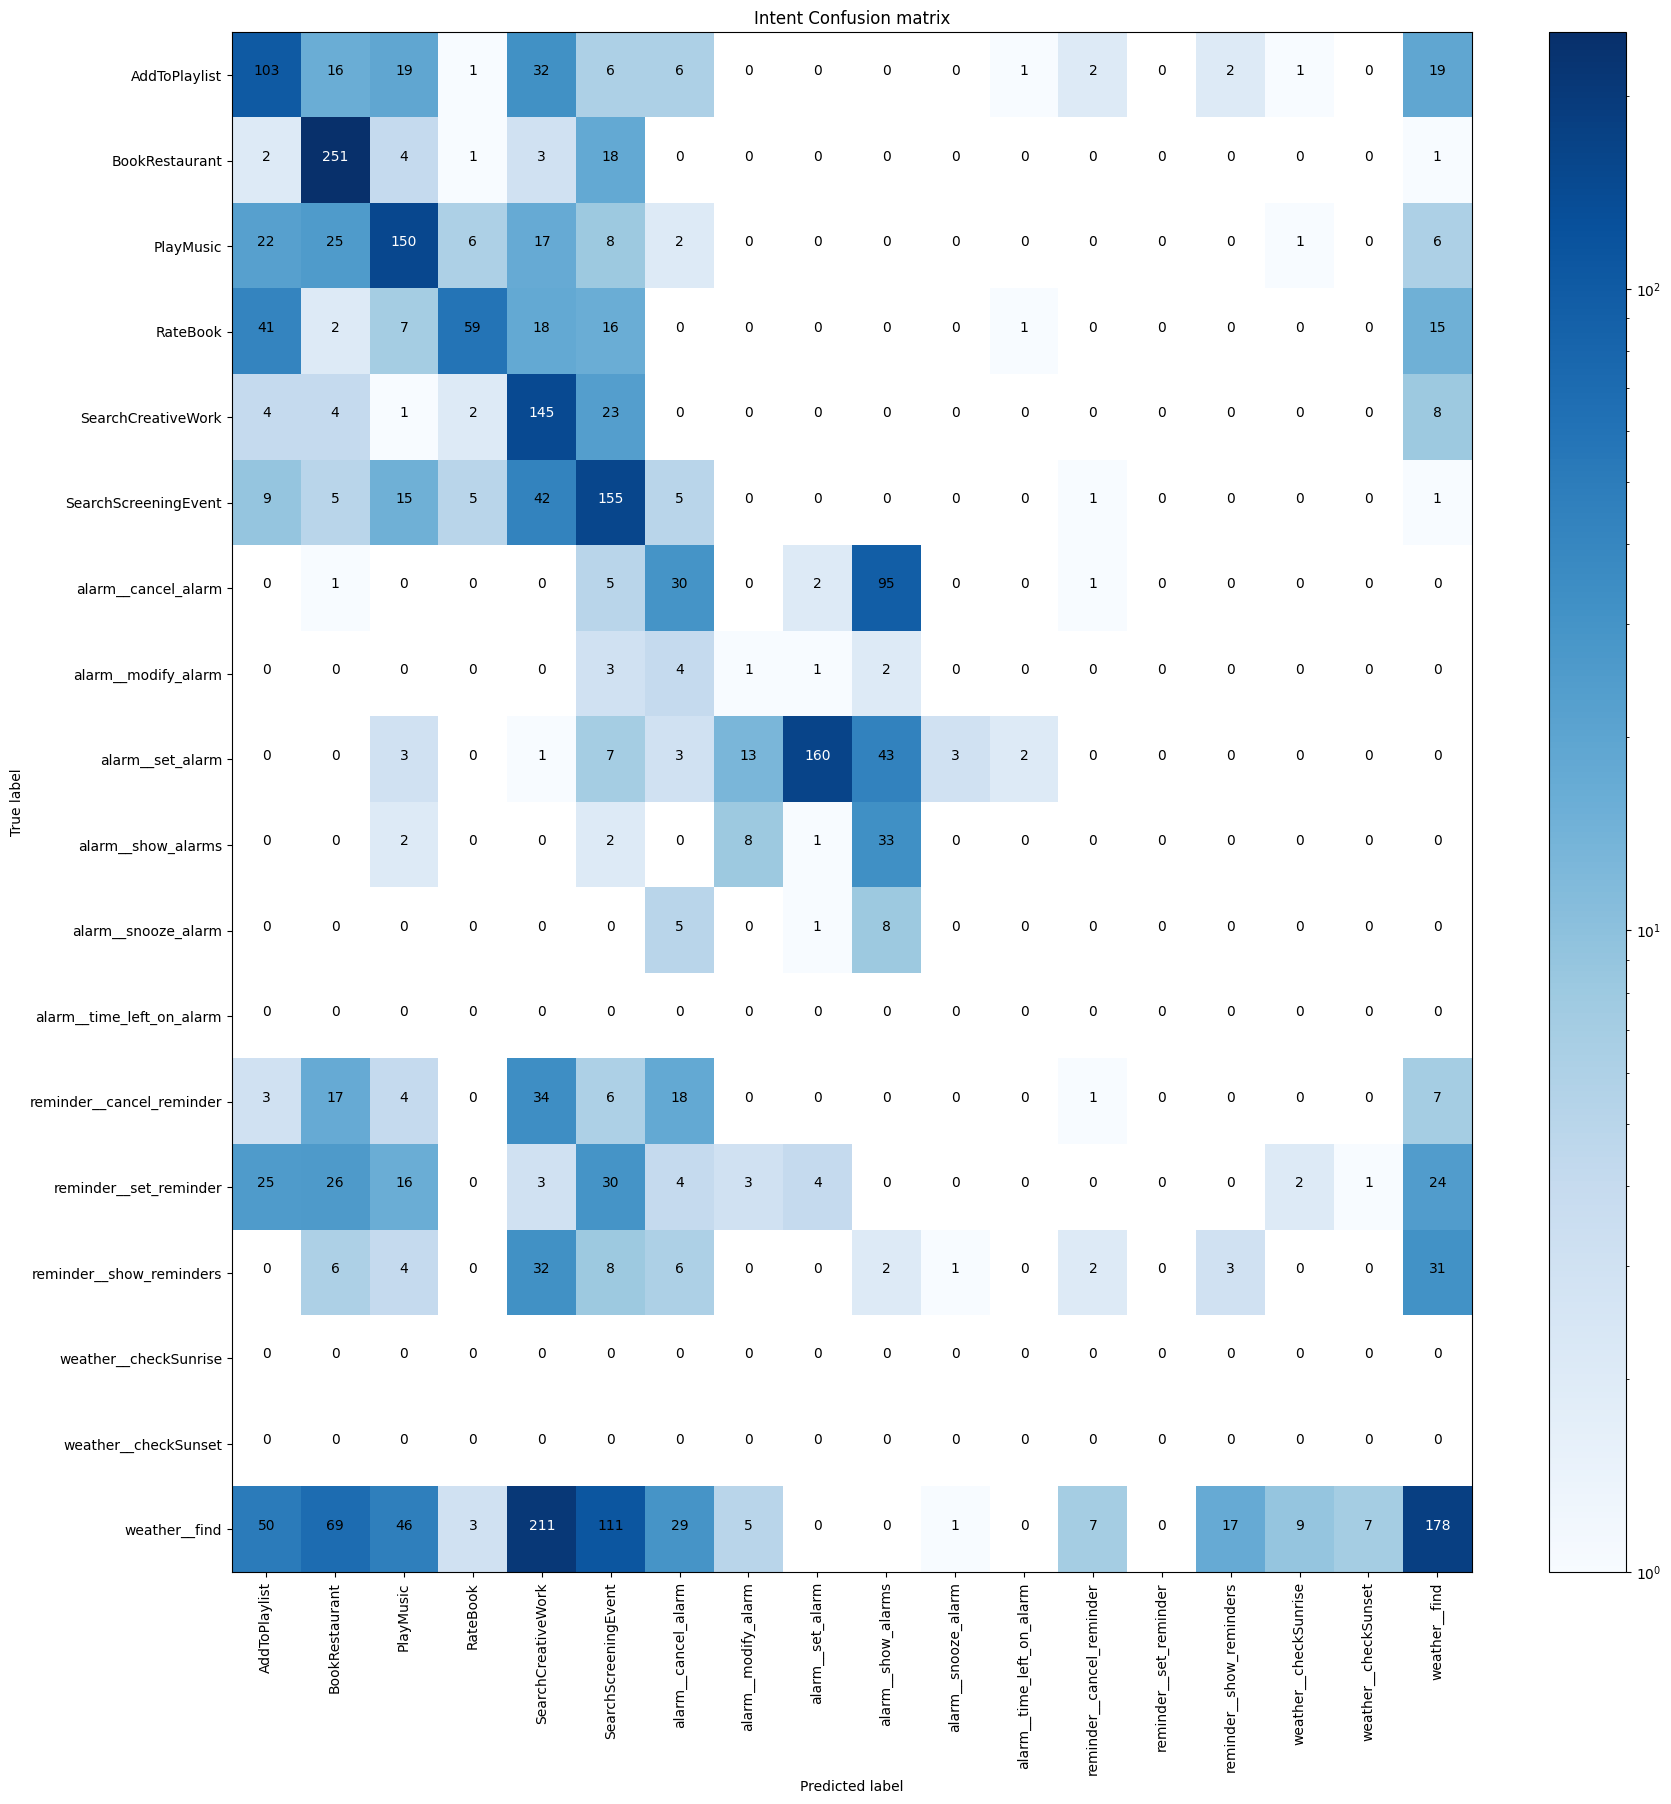 Intent Confusion matrix
AddToPlaylist 103 16 19 1 32 6 6 0 0 0 0 1 2 0 2 1 0 19
BookRestaurant 2 251 4 1 3 18 0 0 0 0 0 0 0 0 0 0 0 1
PlayMusic 22 25 150 6 17 8 2 0 0 0 0 0 0 0 0 1 0 6
RateBook 41 2 7 59 18 16 0 0 0 0 0 1 0 0 0 0 0 15
SearchCreativeWork 4 4 1 2 145 23 0 0 0 0 0 0 0 0 0 0 0 8
SearchScreeningEvent 9 5 15 5 42 155 5 0 0 0 0 0 1 0 0 0 0 1
alarm__cancel_alarm 0 1 0 0 0 5 30 0 2 95 0 0 1 0 0 0 0 0
alarm__modify_alarm 0 0 0 0 0 3 4 1 1 2 0 0 0 0 0 0 0 0
alarm__set_alarm 0 0 3 0 1 7 3 13 160 43 3 2 0 0 0 0 0 0
alarm__show_alarms 0 0 2 0 0 2 0 8 1 33 0 0 0 0 0 0 0 0
alarm__snooze_alarm 0 0 0 0 0 0 5 0 1 8 0 0 0 0 0 0 0 0
alarm__time_left_on_alarm 0 0 0 0 0 0 0 0 0 0 0 0 0 0 0 0 0 0
reminder__cancel_reminder 3 17 4 0 34 6 18 0 0 0 0 0 1 0 0 0 0 7
reminder__set_reminder 25 26 16 0 3 30 4 3 4 0 0 0 0 0 0 2 1 24
reminder__show_reminders 0 6 4 0 32 8 6 0 0 2 1 0 2 0 3 0 0 31
weather__checkSunrise 0 0 0 0 0 0 0 0 0 0 0 0 0 0 0 0 0 0
weather__checkSunset 0 0 0 0 0 0 0 0 0 0 0 0 0 0 0 0 0 0
weather__find 50 69 46 3 211 111 29 5 0 0 1 0 7 0 17 9 7 178
True label
AddToPlaylist
BookRestaurant
PlayMusic
RateBook
SearchCreativeWork
SearchScreeningEvent
alarm__cancel_alarm
alarm__modify_alarm
alarm__set_alarm
alarm__show_alarms
alarm__snooze_alarm
alarm__time_left_on_alarm
reminder__cancel_reminder
reminder__set_reminder
reminder__show_reminders
weather__checkSunrise
weather__checkSunset
weather__find
Predicted label
10²
10¹
10⁰